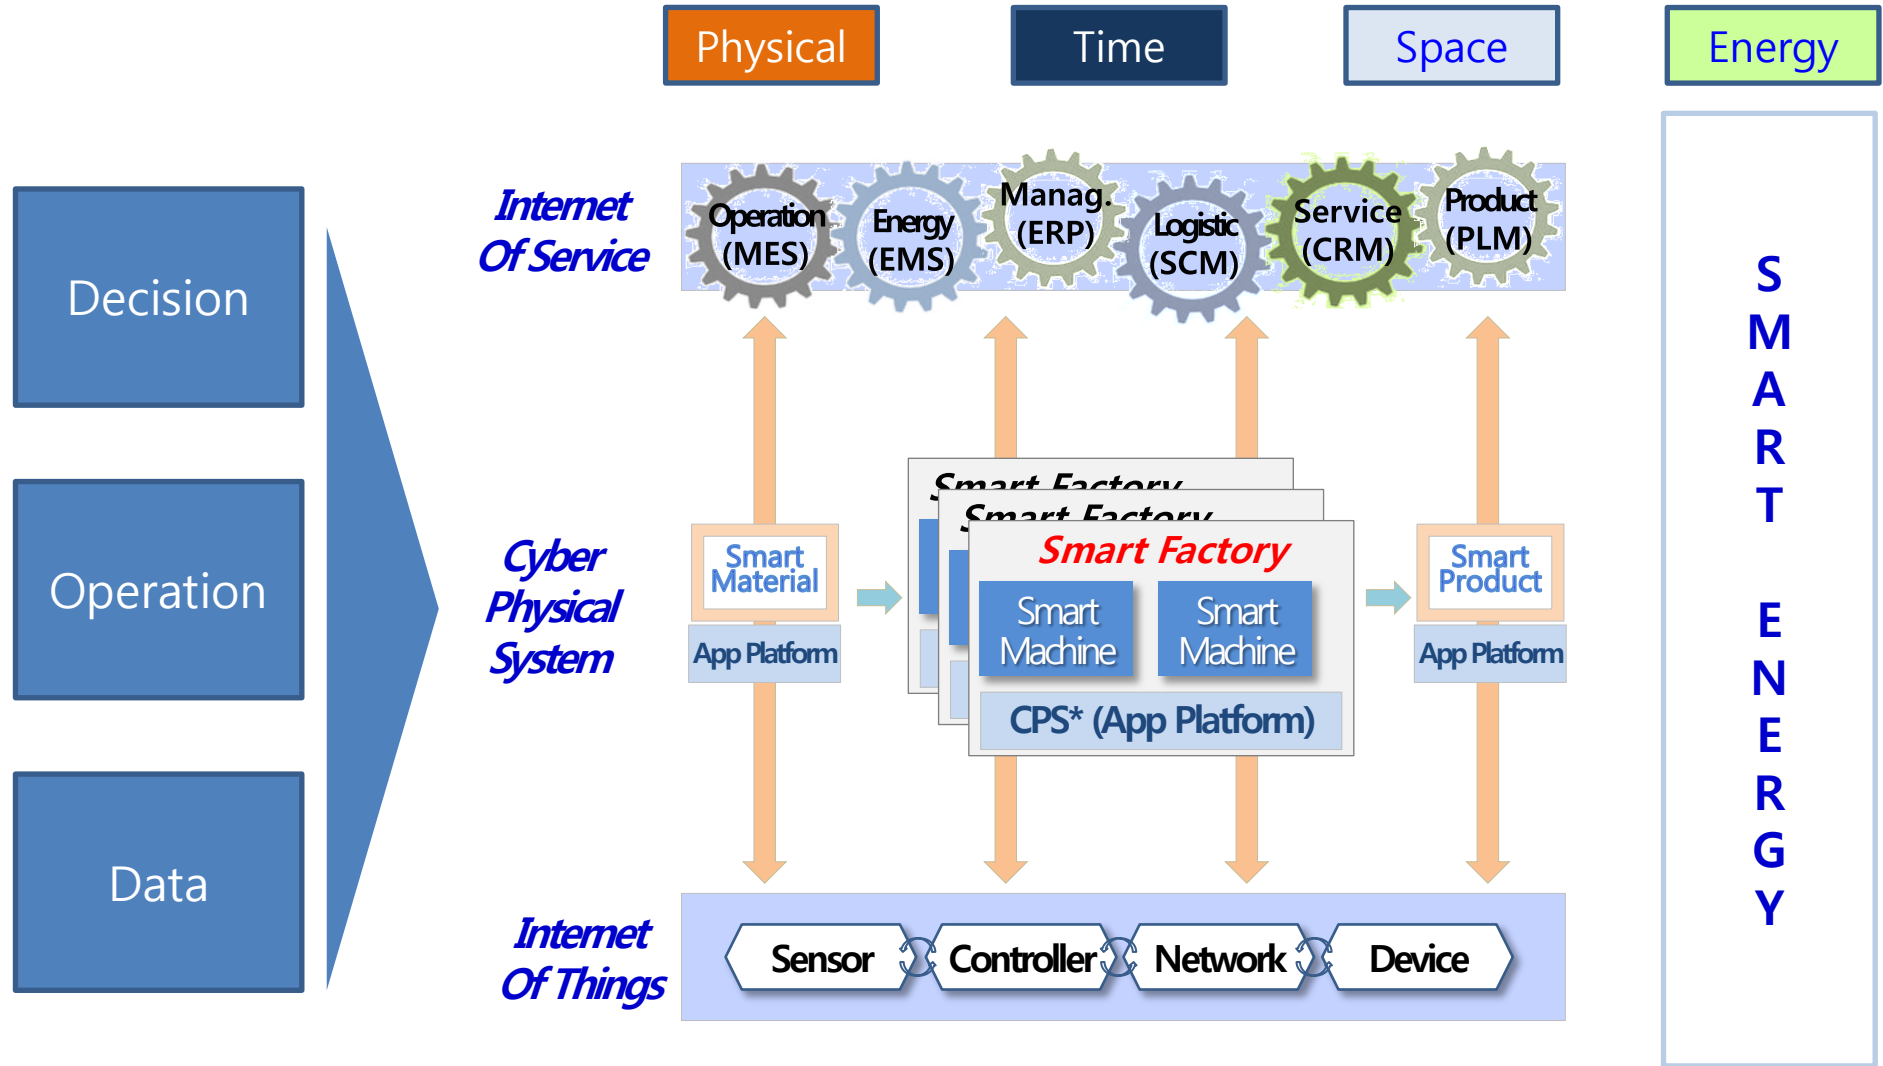 Physical
Time
Space
Energy
Decision
Operation
Data
Internet
Of Service
Operation
(MES)
Energy
(EMS)
Manag.
(ERP)
Logistic
(SCM)
Service
(CRM)
Product
(PLM)
Cyber
Physical
System
Smart
Material
App Platform
Smart Factory
Smart Factory
Smart Factory
Smart
Machine
Smart
Machine
CPS* (App Platform)
Smart
Product
App Platform
Internet
Of Things
Sensor
Controller
Network
Device
S
M
A
R
T
E
N
E
R
G
Y